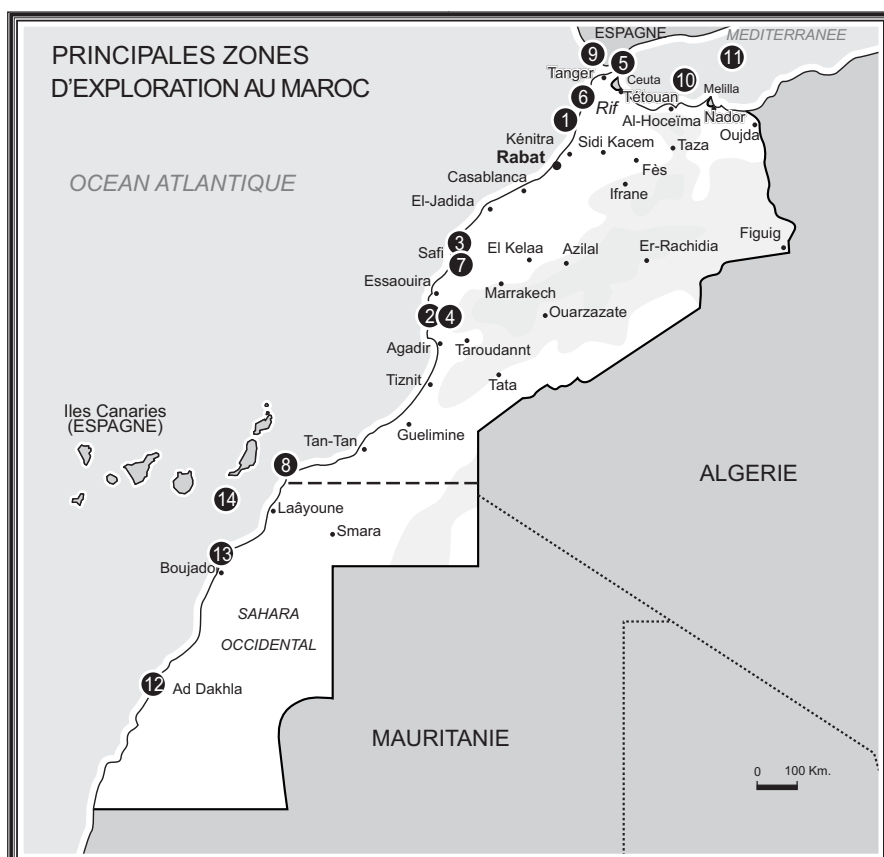 PRINCIPALES ZONES
D'EXPLORATION AU MAROC
ESPAGNE
MEDITERRANEE
9
5
11
Tanger
Ceuta
10
Melilla
6
Rif
Tétouan
1
Al-Hoceïma
Nador
Oujda
Kénitra
Sidi Kacem
Taza
Rabat
Fès
OCEAN ATLANTIQUE
Casablanca
Ifrane
El-Jadida
3
Safi
El Kelaa
Azilal
Er-Rachidia
Figuig
7
Essaouira
Marrakech
2
4
Ouarzazate
Agadir
Taroudannt
Tiznit
Tata
Iles Canaries
(ESPAGNE)
Guelimine
Tan-Tan
8
ALGERIE
14
Laâyoune
Smara
13
Boujado
SAHARA
OCCIDENTAL
12
Ad Dakhla
MAURITANIE
0 100 Km.